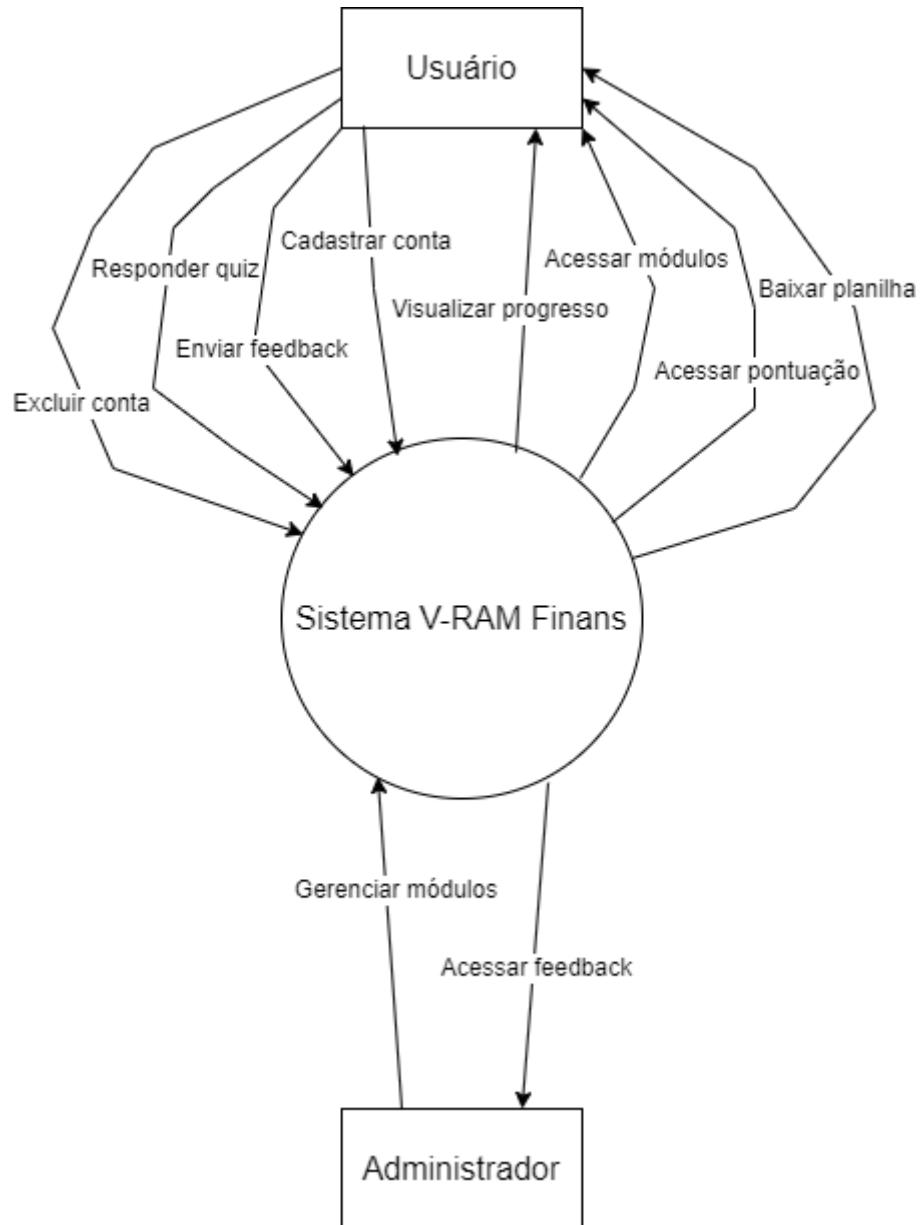 Usuário
Cadastrar conta
Responder quiz
Acessar módulos
Baixar planilha
Visualizar progresso
Enviar feedback
Acessar pontuação
Excluir conta
Sistema V-RAM Finans
Gerenciar módulos
Acessar feedback
Administrador